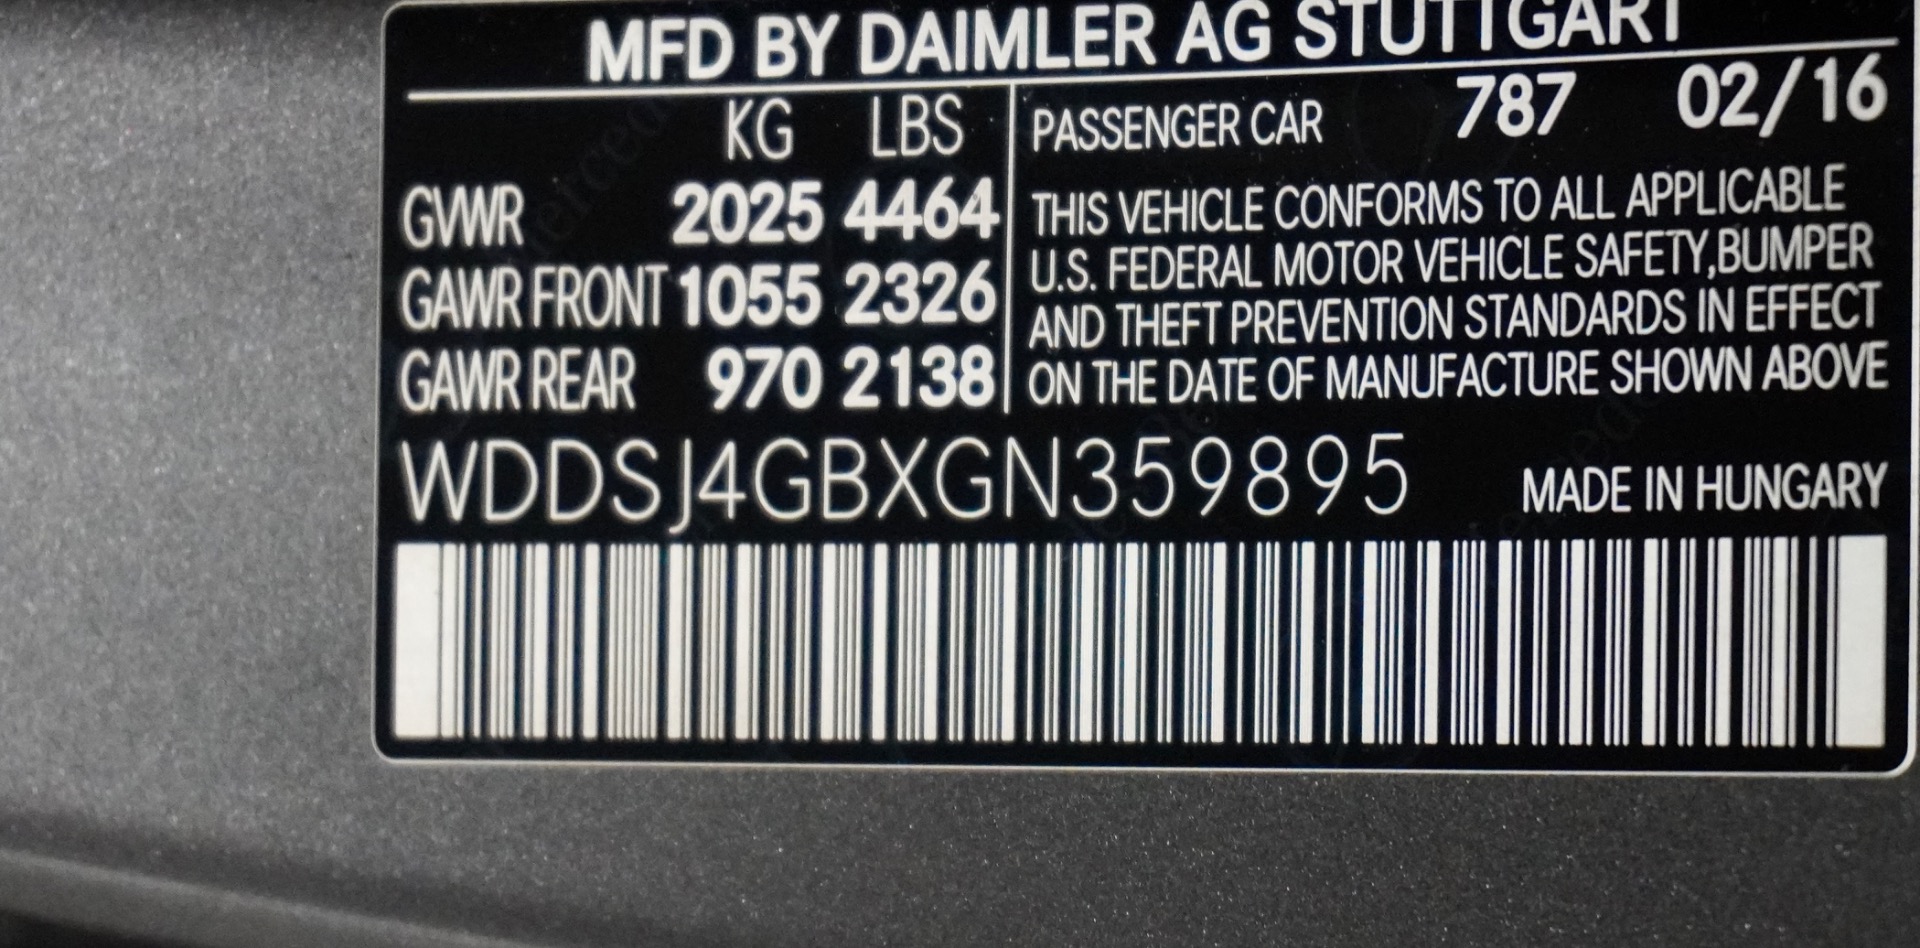 MFD BY DAIMLER AG STUTTGART
KG LBS
GVWR 2025 4464
GAWR FRONT 1055 2326
GAWR REAR 970 2138
PASSENGER CAR 787 02/16
THIS VEHICLE CONFORMS TO ALL APPLICABLE
U.S. FEDERAL MOTOR VEHICLE SAFETY,BUMPER
AND THEFT PREVENTION STANDARDS IN EFFECT
ON THE DATE OF MANUFACTURE SHOWN ABOVE
WDDSJ4GBXGN359895
MADE IN HUNGARY